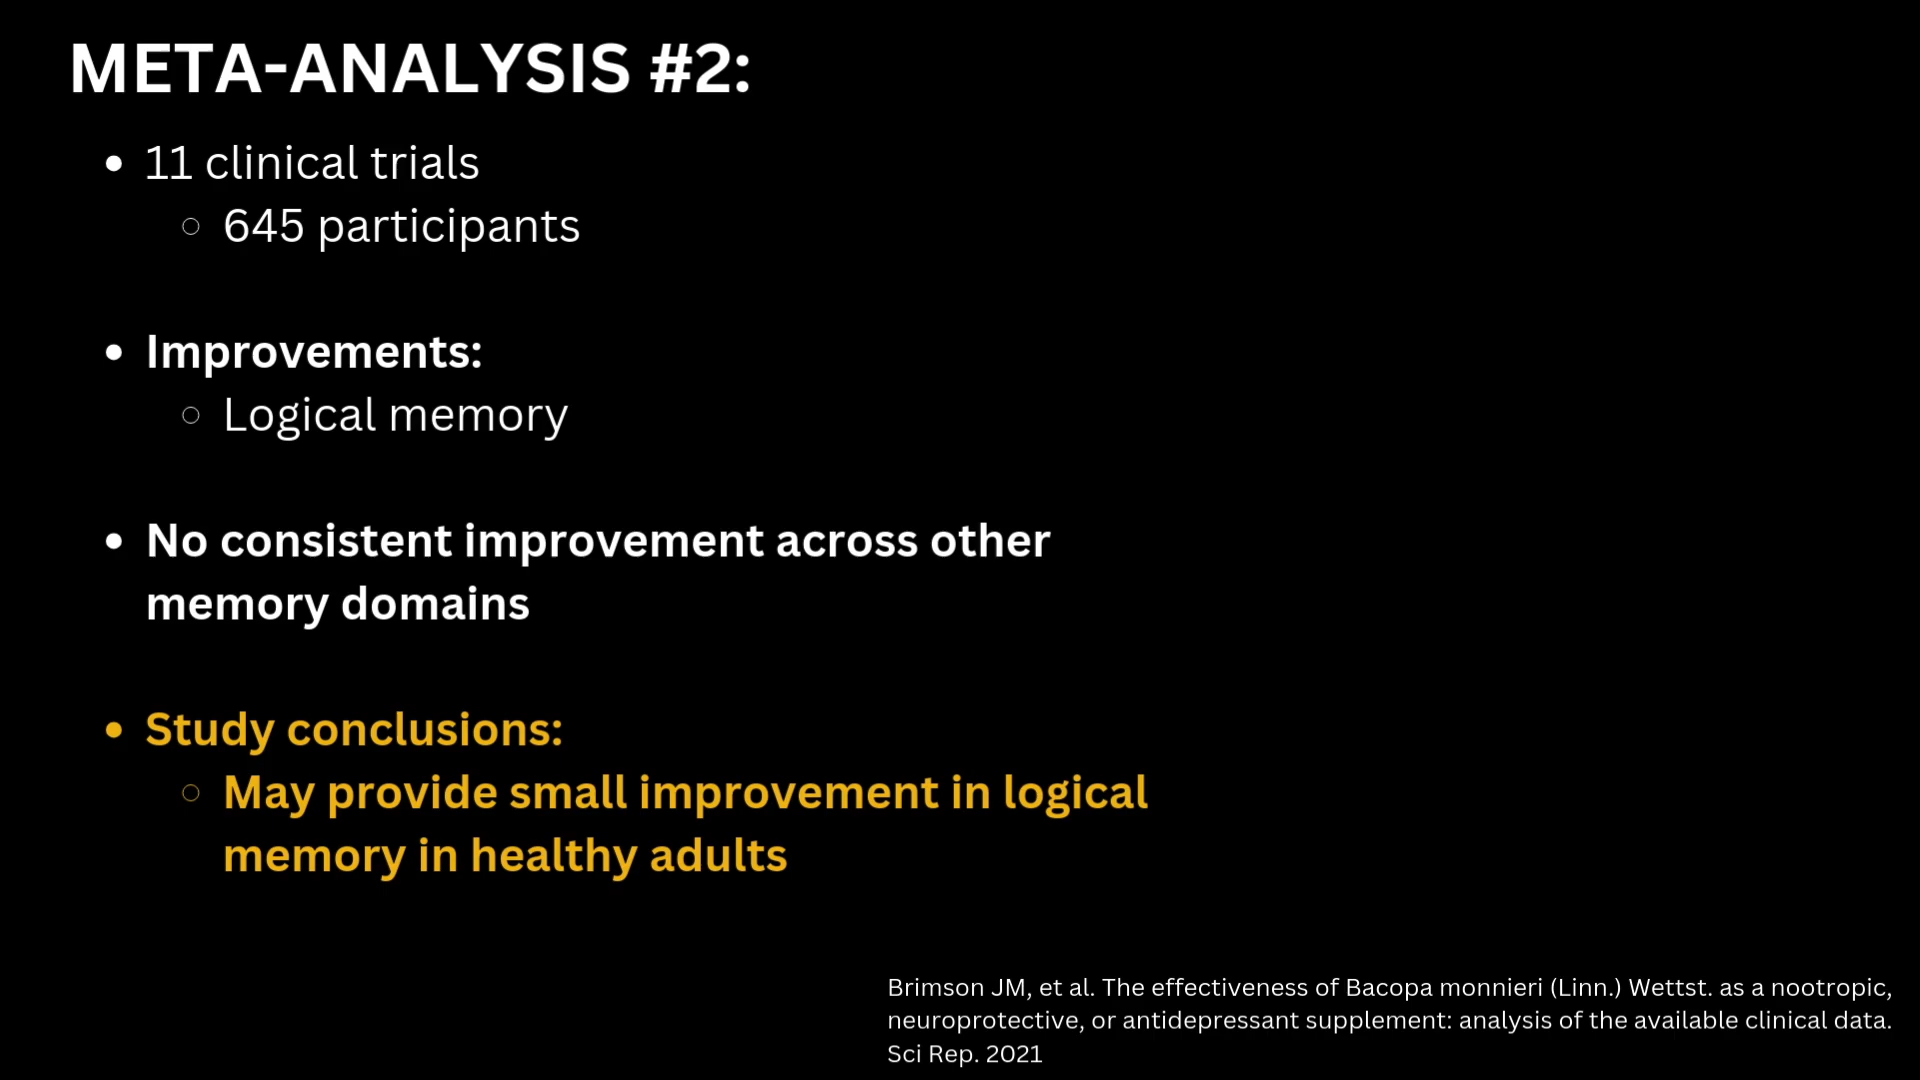 META-ANALYSIS #2:
• 11 clinical trials
○ 645 participants
• Improvements:
○ Logical memory
• No consistent improvement across other
memory domains
• Study conclusions:
○ May provide small improvement in logical
memory in healthy adults
Brimson JM, et al. The effectiveness of Bacopa monnieri (Linn.) Wettst. as a nootropic,
neuroprotective, or antidepressant supplement: analysis of the available clinical data.
Sci Rep. 2021